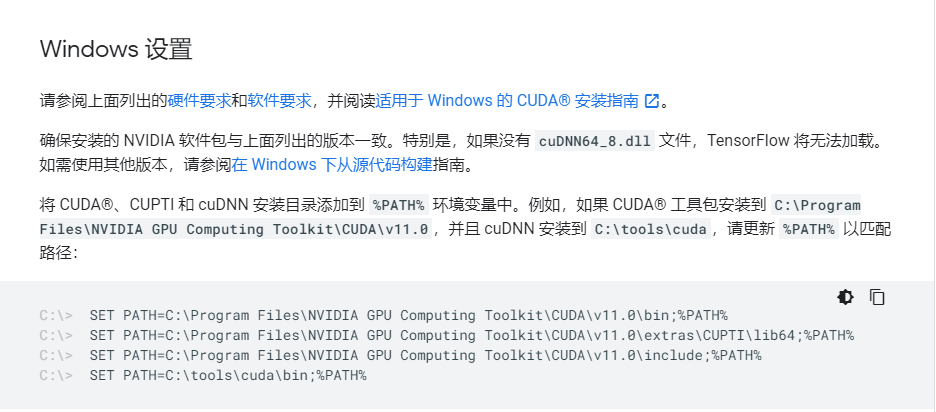 Windows 设置
请参阅上面列出的硬件要求和软件要求，并阅读适用于 Windows 的 CUDA® 安装指南。
确保安装的 NVIDIA 软件包与上面列出的版本一致。特别是，如果没有 cuDNN64_8.dll 文件，TensorFlow 将无法加载。
如需使用其他版本，请参阅在 Windows 下从源代码构建指南。
将 CUDA®、CUPTI 和 cuDNN 安装目录添加到 %PATH% 环境变量中。例如，如果 CUDA® 工具包安装到 C:\Program
Files\NVIDIA GPU Computing Toolkit\CUDA\v11.0，并且 cuDNN 安装到 C:\tools\cuda，请更新 %PATH% 以匹配
路径：
C:\> SET PATH=C:\Program Files\NVIDIA GPU Computing Toolkit\CUDA\v11.0\bin;%PATH%
C:\> SET PATH=C:\Program Files\NVIDIA GPU Computing Toolkit\CUDA\v11.0\extras\CUPTI\lib64;%PATH%
C:\> SET PATH=C:\Program Files\NVIDIA GPU Computing Toolkit\CUDA\v11.0\include;%PATH%
C:\> SET PATH=C:\tools\cuda\bin;%PATH%